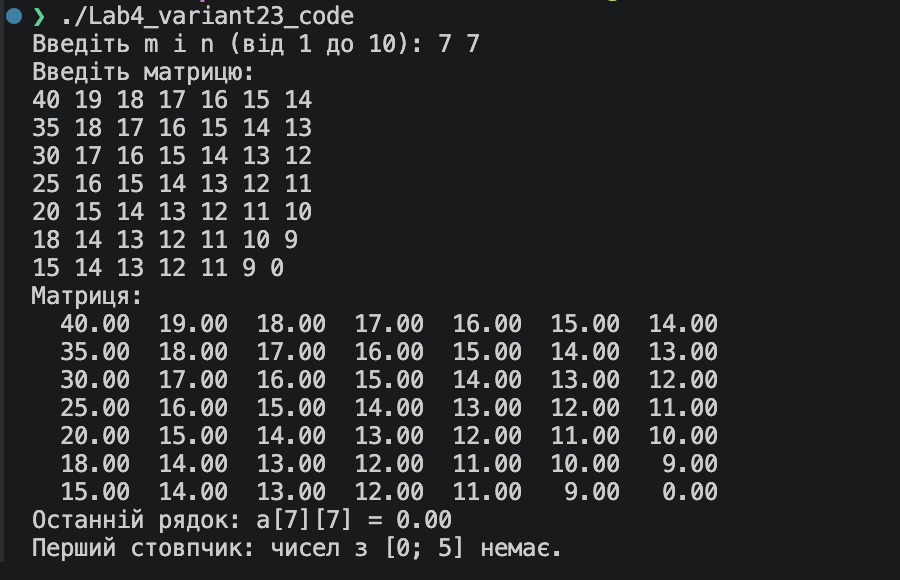 ❯ ./Lab4_variant23_code
Введіть m i n (від 1 до 10): 7 7
Введіть матрицю:
40 19 18 17 16 15 14
35 18 17 16 15 14 13
30 17 16 15 14 13 12
25 16 15 14 13 12 11
20 15 14 13 12 11 10
18 14 13 12 11 10 9
15 14 13 12 11 9 0
Матриця:
40.00 19.00 18.00 17.00 16.00 15.00 14.00
35.00 18.00 17.00 16.00 15.00 14.00 13.00
30.00 17.00 16.00 15.00 14.00 13.00 12.00
25.00 16.00 15.00 14.00 13.00 12.00 11.00
20.00 15.00 14.00 13.00 12.00 11.00 10.00
18.00 14.00 13.00 12.00 11.00 10.00 9.00
15.00 14.00 13.00 12.00 11.00 9.00 0.00
Останній рядок: a[7][7] = 0.00
Перший стовпчик: чисел з [0; 5] немає.